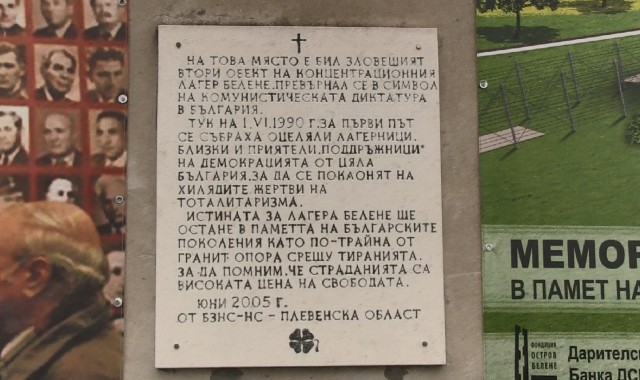 НА ТОВА МЯСТО Е БИЛ ЗЛОВЕЩИЯТ
ВТОРИ ОБЕКТ НА КОНЦЕНТРАЦИОННИЯ
ЛАГЕР БЕЛЕНЕ, ПРЕВЪРНАЛ СЕ В СИМВОЛ
НА КОМУНИСТИЧЕСКАТА ДИКТАТУРА
В БЪЛГАРИЯ.
ТУК НА 1.VI.1990 Г. ЗА ПЪРВИ ПЪТ
СЕ СЪБРАХА ОЦЕЛЯЛИ ЛАГЕРНИЦИ,
БЛИЗКИ И ПРИЯТЕЛИ, ПОДДРЪЖНИЦИ
НА ДЕМОКРАЦИЯТА ОТ ЦЯЛА
БЪЛГАРИЯ, ЗА ДА СЕ ПОКЛОНЯТ НА
ХИЛЯДИТЕ ЖЕРТВИ НА
ТОТАЛИТАРИЗМА.
ИСТИНАТА ЗА ЛАГЕРА БЕЛЕНЕ ЩЕ
ОСТАНЕ В ПАМЕТТА НА БЪЛГАРСКИТЕ
ПОКОЛЕНИЯ КАТО ПО-ТРАЙНА ОТ
ГРАНИТ ОПОРА СРЕЩУ ТИРАНИЯТА.
ЗА ДА ПОМНИМ, ЧЕ СТРАДАНИЯТА СА
ВИСОКАТА ЦЕНА НА СВОБОДАТА.
ЮНИ 2005 Г.
ОТ БЗНС-НС - ПЛЕВЕНСКА ОБЛАСТ
MEMOR
В ПАМЕТ НА
ФОНДАЦИЯ
ОСТРОВ
БЕЛЕНЕ
Дарителс
Банка ДС